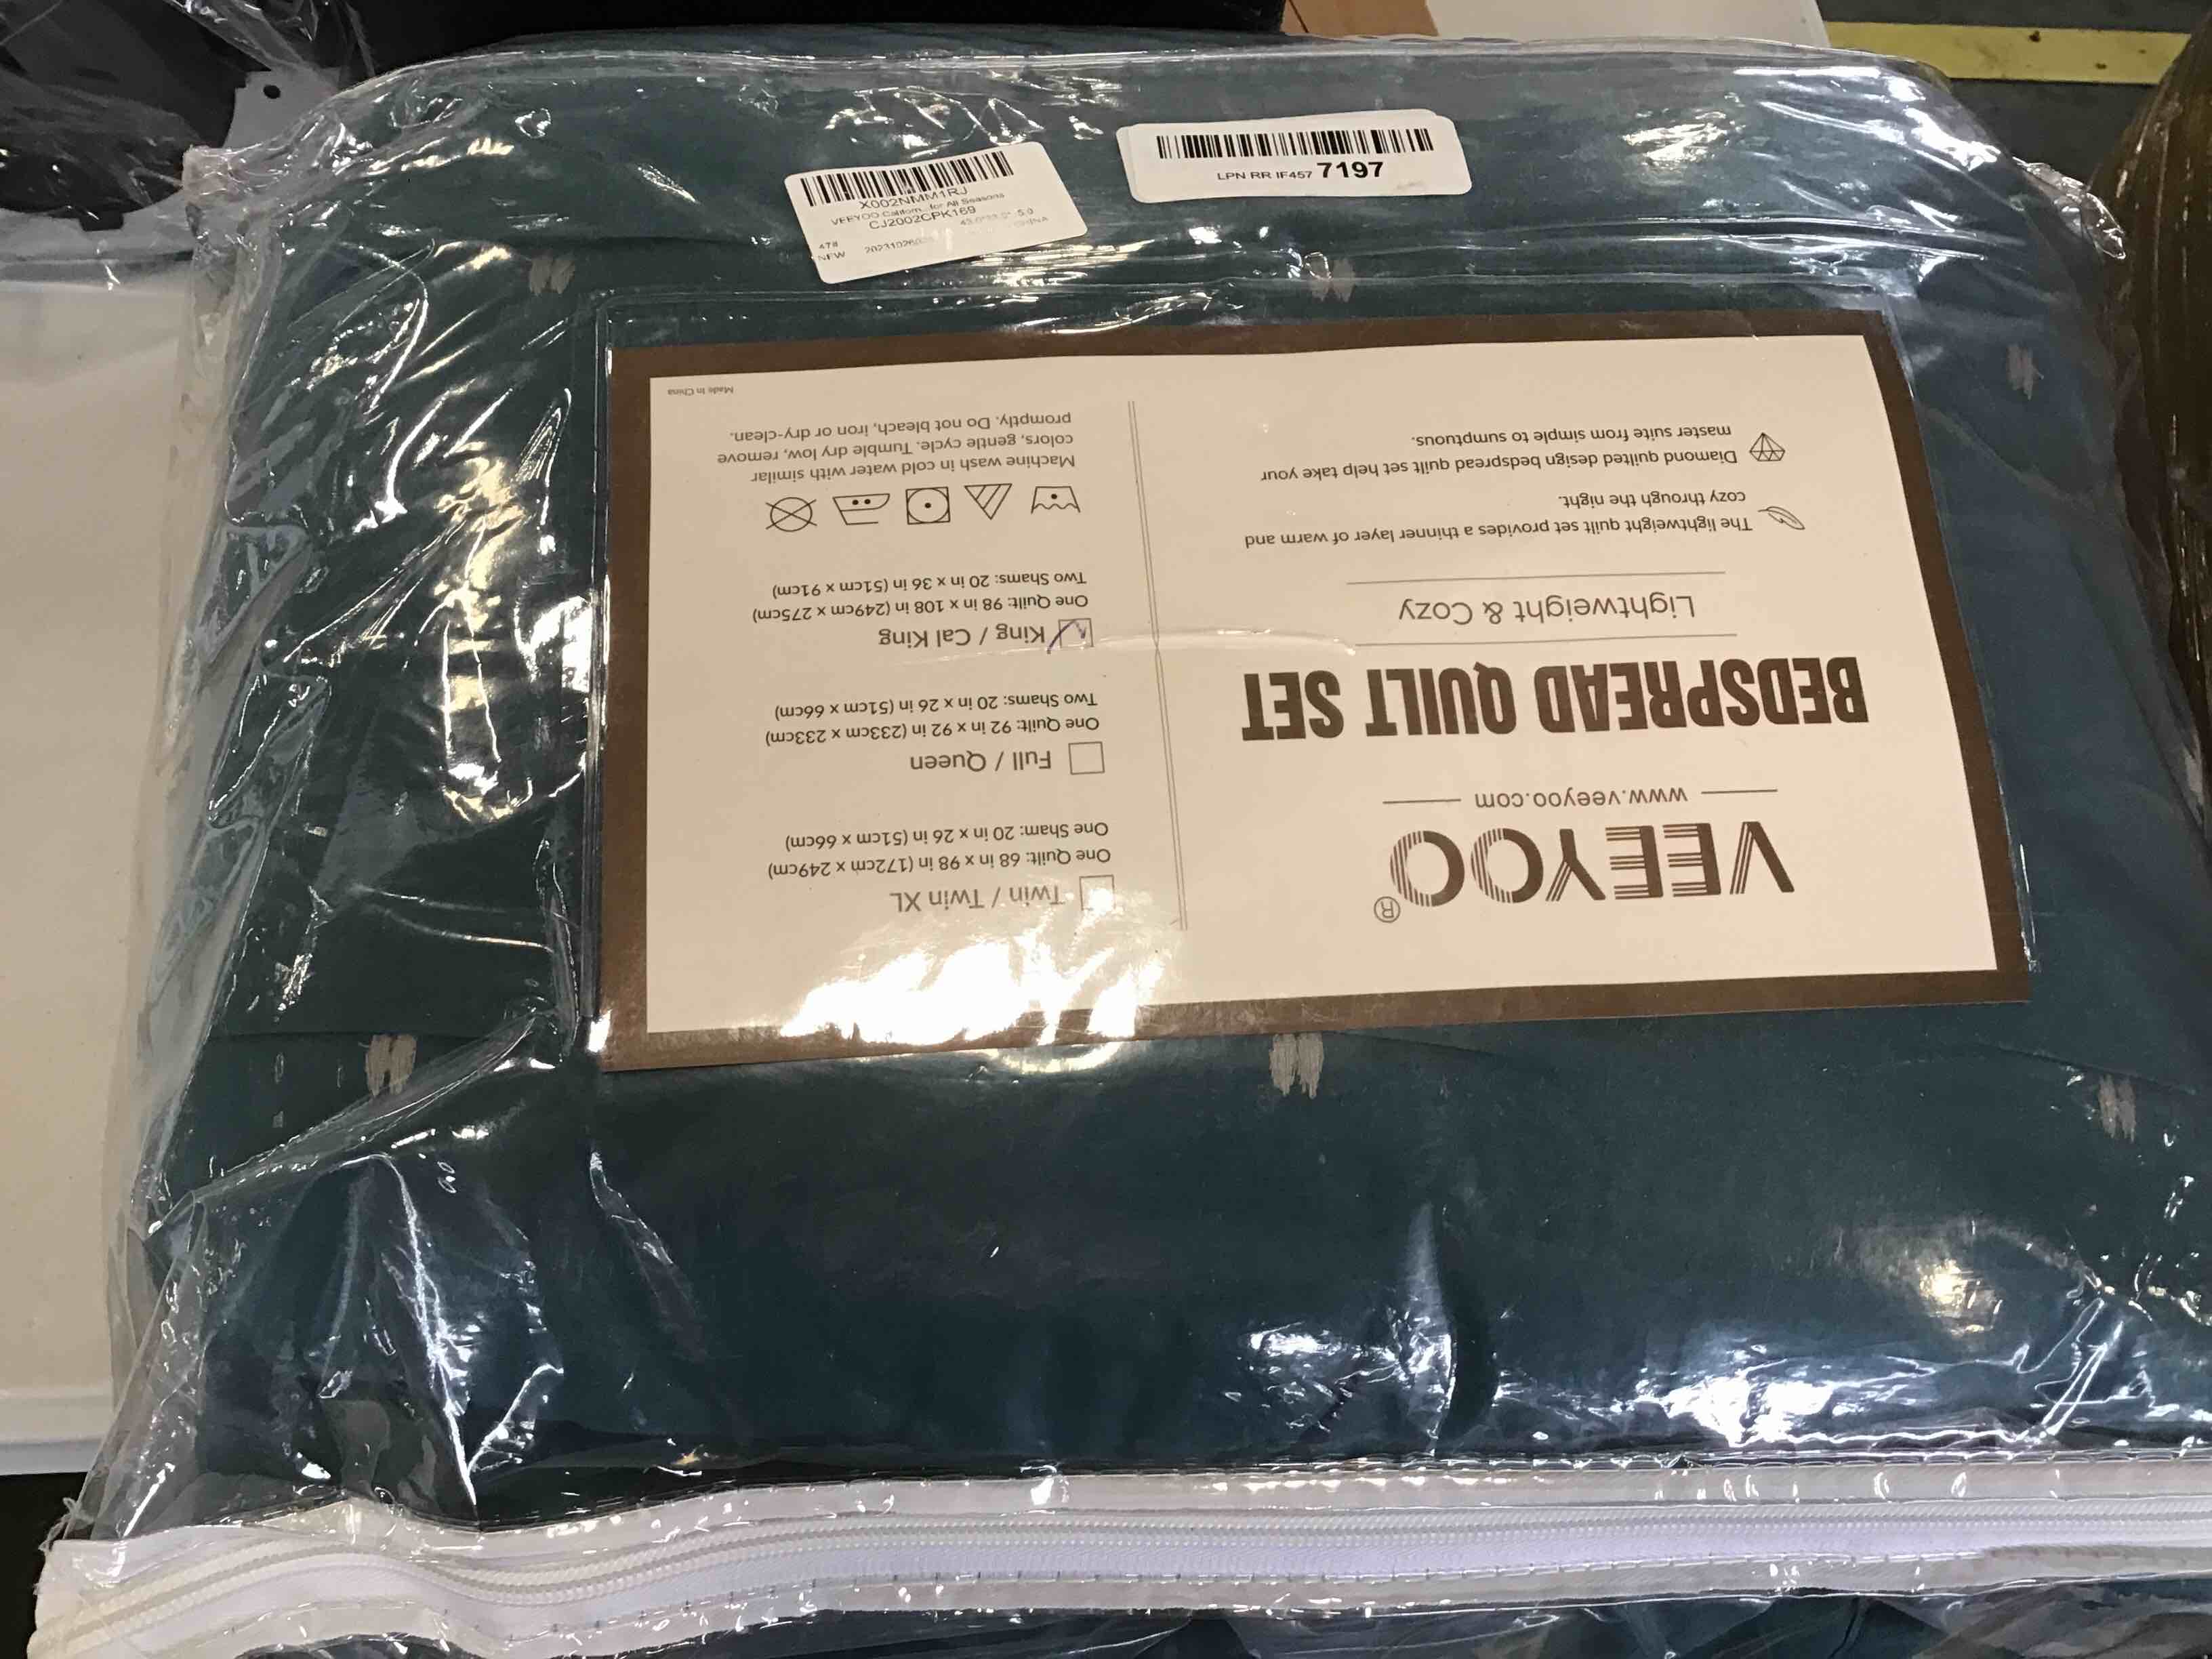 X002NMM1RJ
VEEYOO Californ...for All Seasons
CJ2002CPK169
47#
NEW
LPN RR IF457 7197
VEEYOO®
www.veeyoo.com
BEDSPREAD QUILT SET
Lightweight & Cozy
The lightweight quilt set provides a thinner layer of warm and
cozy through the night.
Diamond quilted design bedspread quilt set help take your
master suite from simple to sumptuous.
Twin / Twin XL
One Quilt: 68 in x 98 in (172cm x 249cm)
One Sham: 20 in x 26 in (51cm x 66cm)
Full / Queen
One Quilt: 92 in x 92 in (233cm x 233cm)
Two Shams: 20 in x 26 in (51cm x 66cm)
King / Cal King
One Quilt: 98 in x 108 in (249cm x 275cm)
Two Shams: 20 in x 36 in (51cm x 91cm)
Machine wash in cold water with similar
colors, gentle cycle. Tumble dry low, remove
promptly. Do not bleach, iron or dry-clean.
Made In China